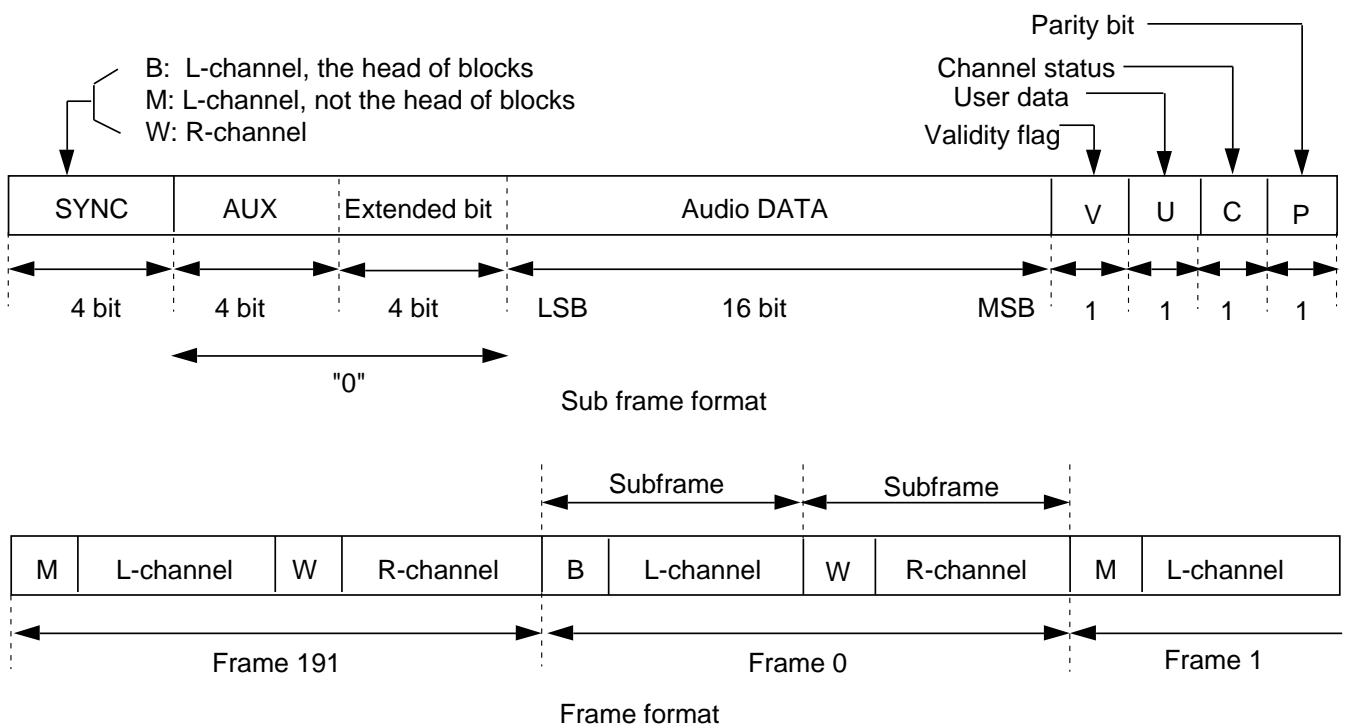 Parity bit
B: L-channel, the head of blocks
Channel status
M: L-channel, not the head of blocks
User data
W: R-channel
Validity flag
SYNC AUX Extended bit Audio DATA V U C P
4 bit 4 bit 4 bit LSB 16 bit MSB 1 1 1 1
"0"
Sub frame format
Subframe Subframe
M L-channel W R-channel B L-channel W R-channel M L-channel
Frame 191 Frame 0 Frame 1
Frame format